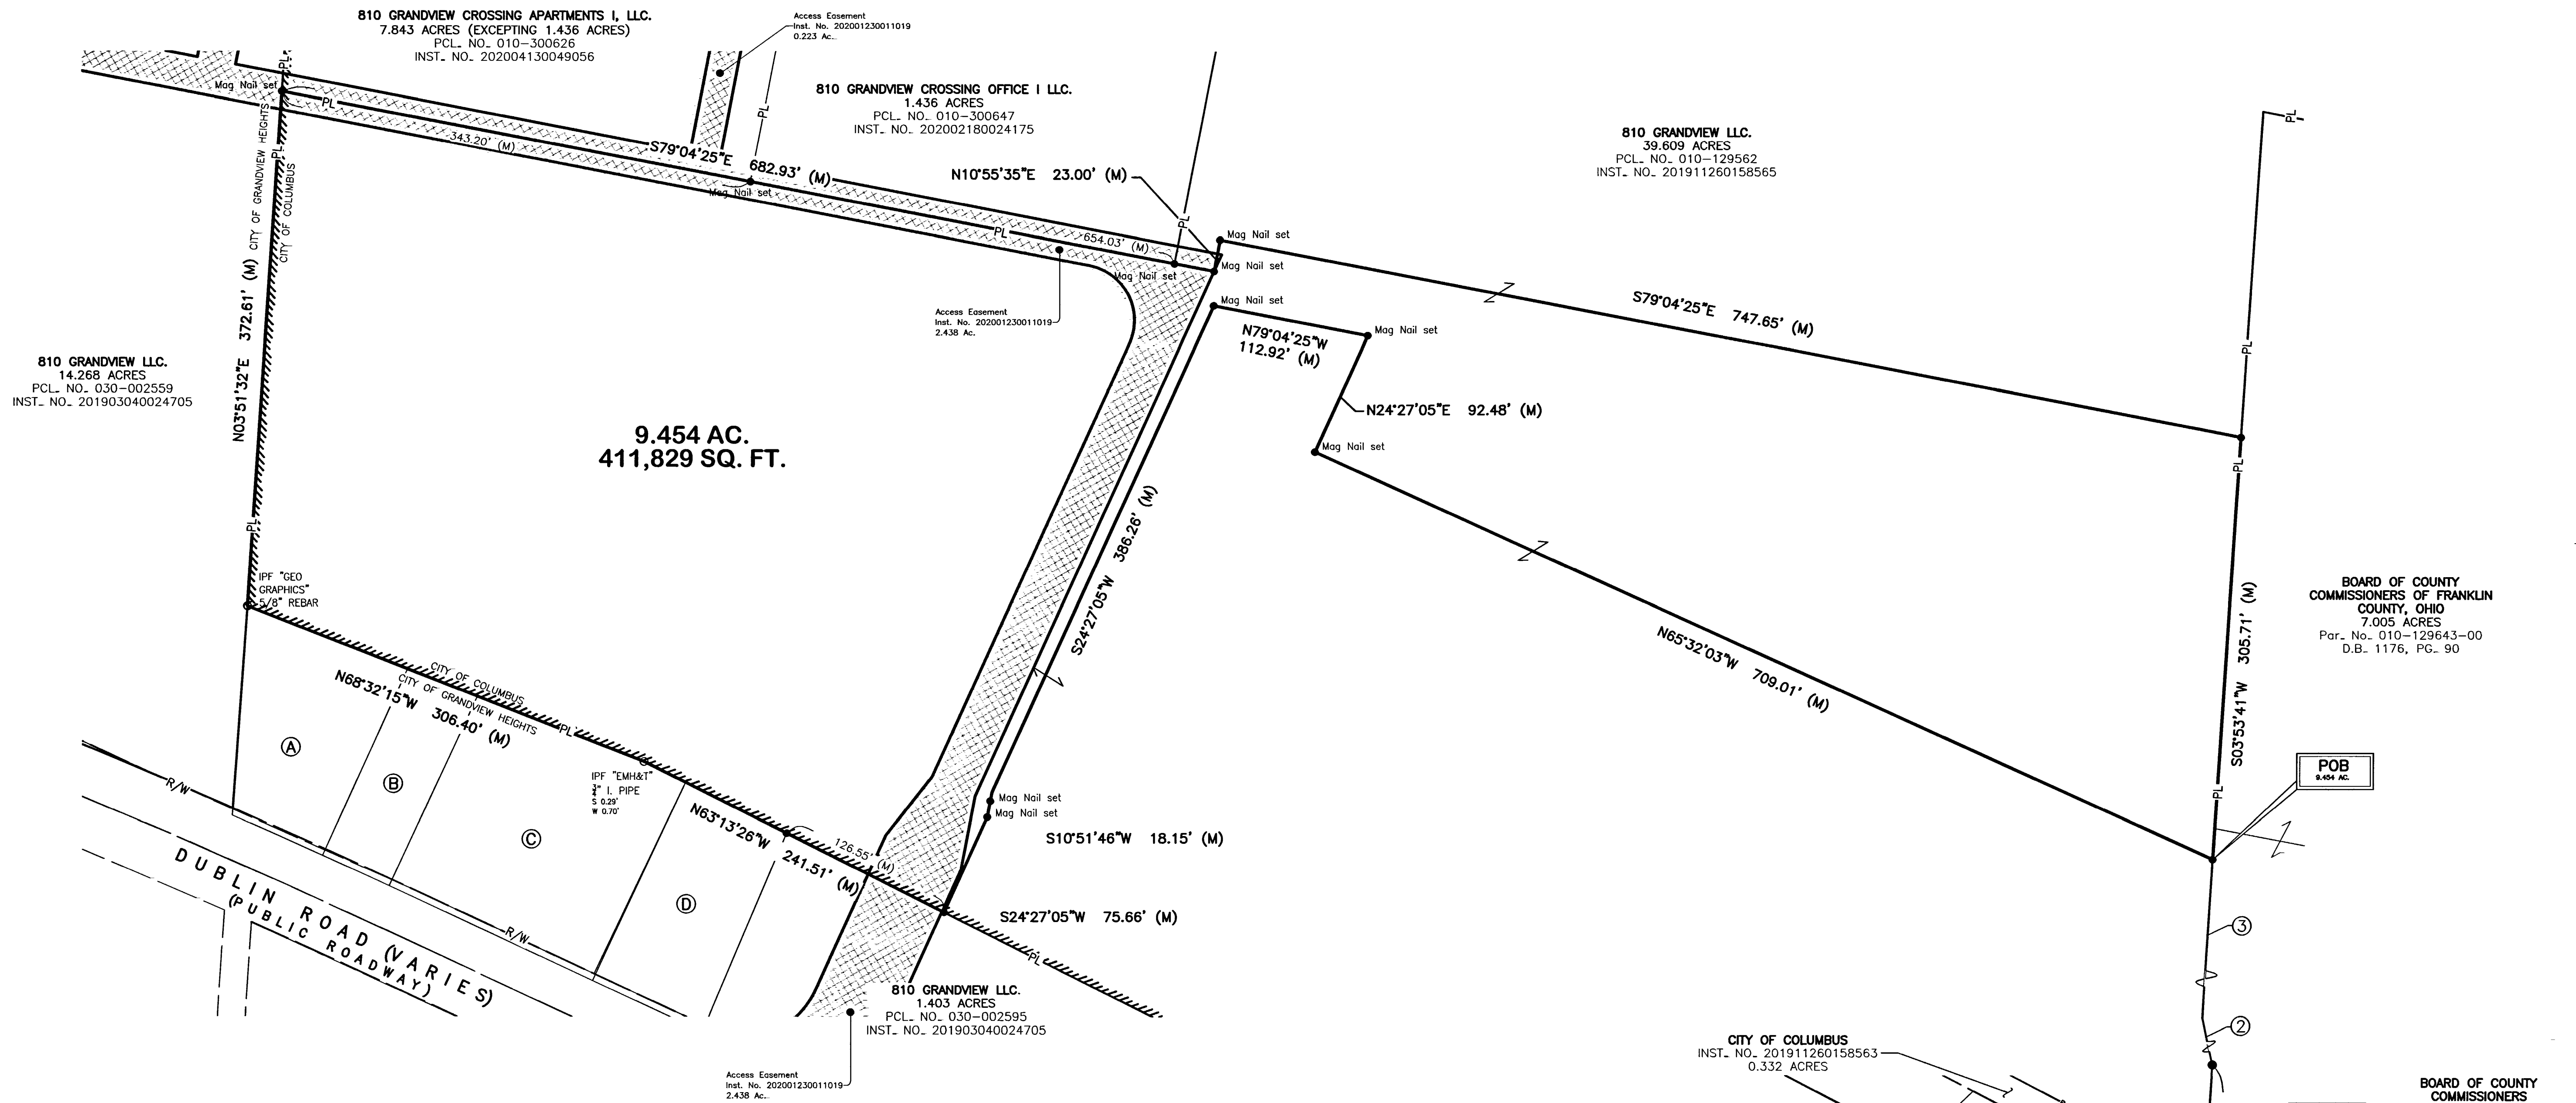 810 GRANDVIEW CROSSING APARTMENTS I, LLC.
7.843 ACRES (EXCEPTING 1.436 ACRES)
PCL. NO. 010-300626
INST. NO. 202004130049056
Access Easement
Inst. No. 202001230011019
0.223 Ac.
810 GRANDVIEW CROSSING OFFICE I LLC.
1.436 ACRES
PCL. NO. 010-300647
INST. NO. 202002180024175
810 GRANDVIEW LLC.
39.609 ACRES
PCL. NO. 010-129562
INST. NO. 201911260158565
PL
PL
Mag Nail set
PL
PL
343.20' (M)
S79°04'25"E 682.93' (M)
Mag Nail set
N10°55'35"E 23.00' (M)
PL
PL
654.03' (M)
Mag Nail set
Mag Nail set
Mag Nail set
Mag Nail set
Access Easement
Inst. No. 202001230011019
2.438 Ac.
PL
CITY OF GRANDVIEW HEIGHTS
CITY OF COLUMBUS
N03°51'32"E 372.61' (M)
PL
810 GRANDVIEW LLC.
14.268 ACRES
PCL. NO. 030-002559
INST. NO. 201903040024705
9.454 AC.
411,829 SQ. FT.
S79°04'25"E 747.65' (M)
N79°04'25"W
112.92' (M)
Mag Nail set
N24°27'05"E 92.48' (M)
Mag Nail set
PL
PL
S24°27'05"W 386.26' (M)
N65°32'03"W 709.01' (M)
S03°53'41"W 305.71' (M)
PL
BOARD OF COUNTY
COMMISSIONERS OF FRANKLIN
COUNTY, OHIO
7.005 ACRES
Par. No. 010-129643-00
D.B. 1176, PG. 90
POB
9.454 AC.
IPF "GEO
GRAPHICS"
5/8" REBAR
CITY OF COLUMBUS
CITY OF GRANDVIEW HEIGHTS
N68°32'15"W 306.40' (M)
PL
IPF "EMH&T"
3/4" I. PIPE
S 0.29'
W 0.70'
A
B
C
D
N63°13'26"W 241.51' (M)
126.55' (M)
Mag Nail set
Mag Nail set
S10°51'46"W 18.15' (M)
S24°27'05"W 75.66' (M)
PL
R/W
R/W
DUBLIN ROAD (VARIES)
(PUBLIC ROADWAY)
810 GRANDVIEW LLC.
1.403 ACRES
PCL. NO. 030-002595
INST. NO. 201903040024705
Access Easement
Inst. No. 202001230011019
2.438 Ac.
3
2
CITY OF COLUMBUS
INST. NO. 201911260158563
0.332 ACRES
BOARD OF COUNTY
COMMISSIONERS